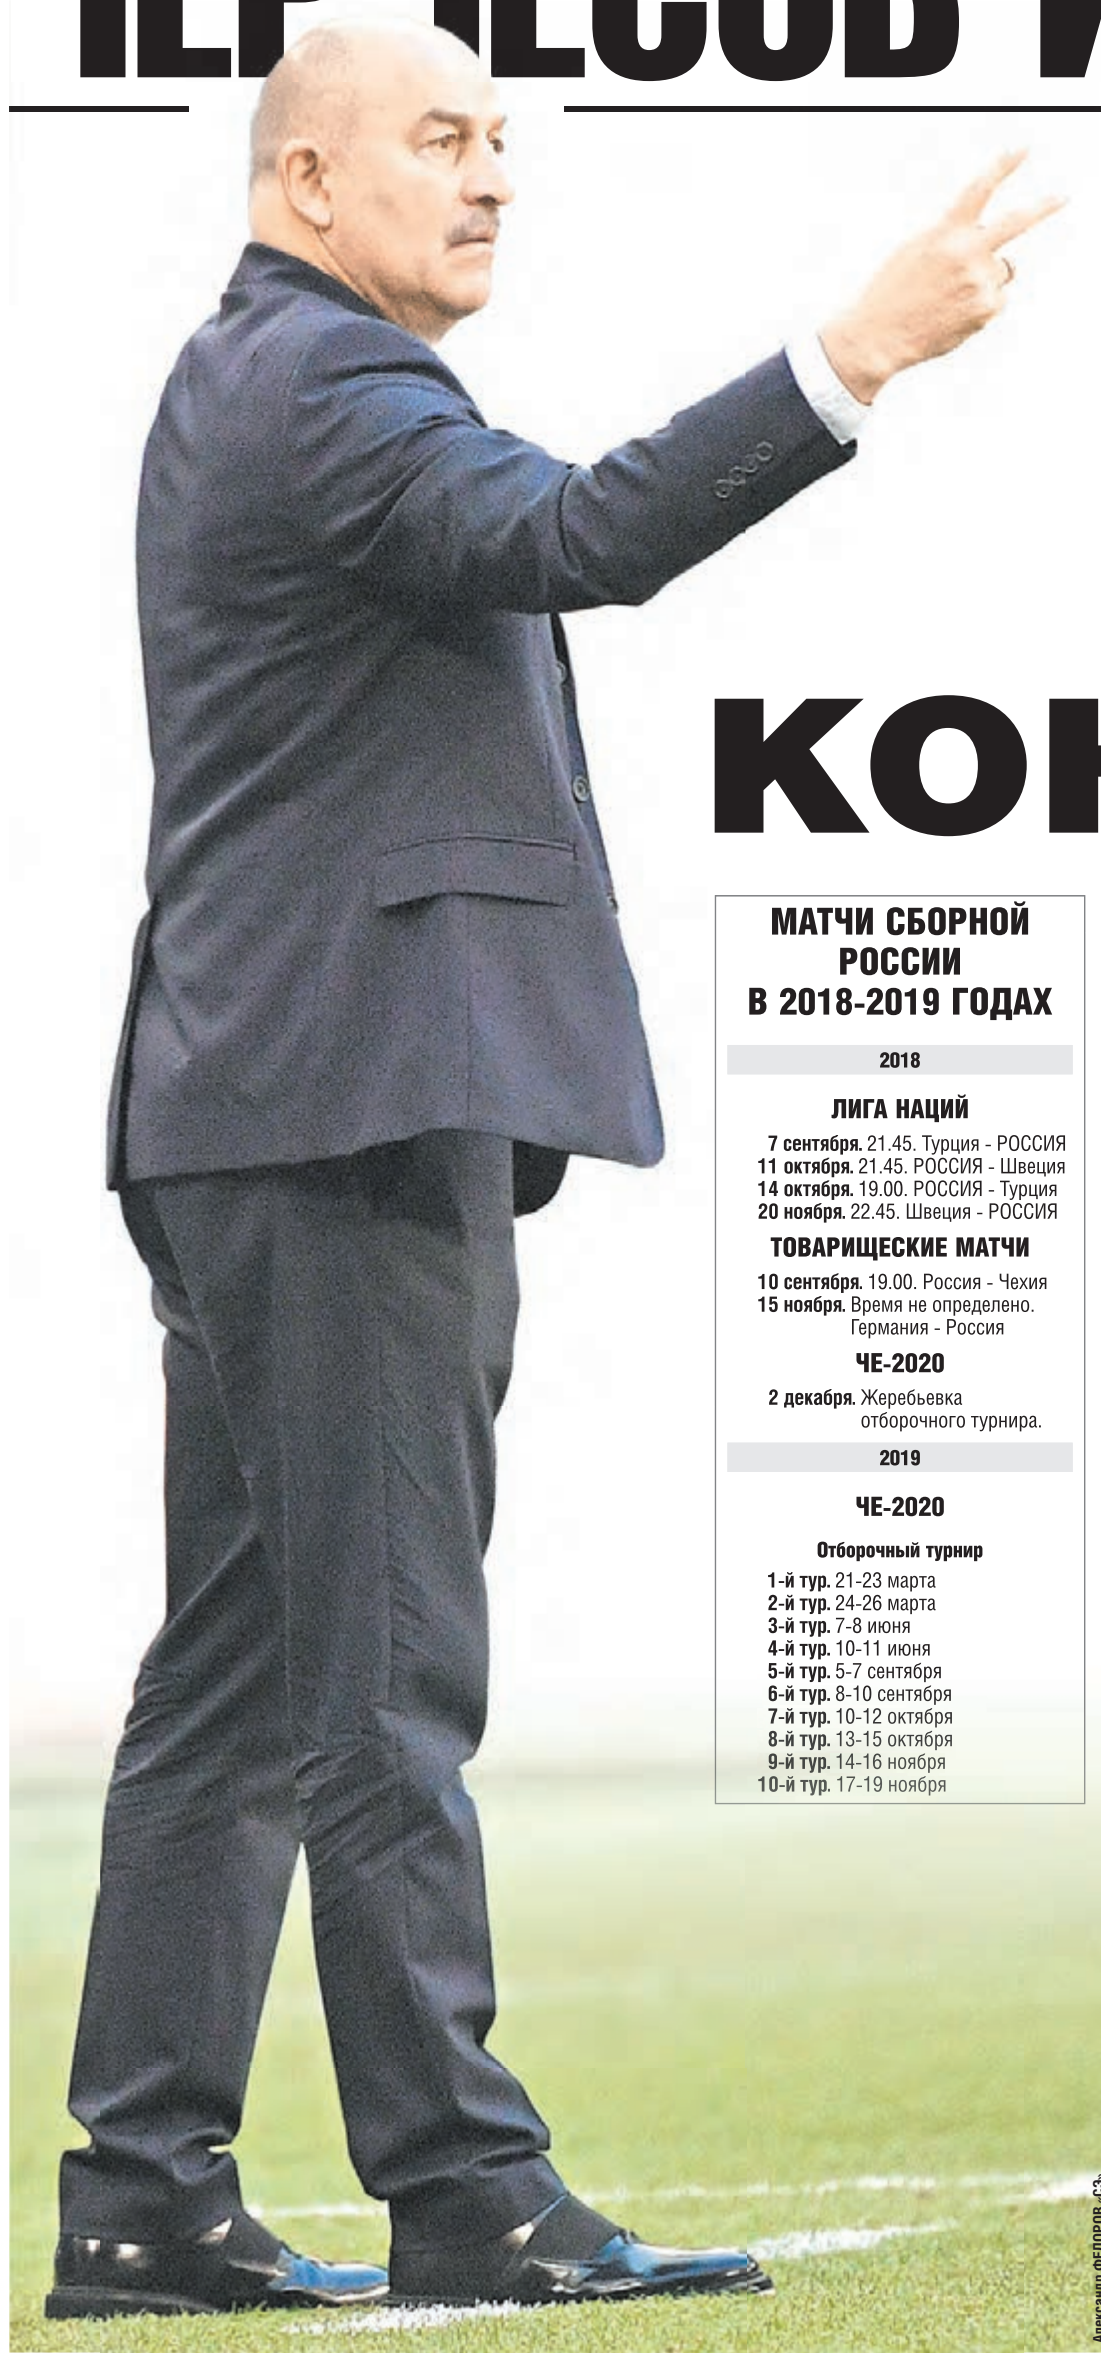 КОН
МАТЧИ СБОРНОЙ
РОССИИ
В 2018-2019 ГОДАХ
2018
ЛИГА НАЦИЙ
7 сентября. 21.45. Турция - РОССИЯ
11 октября. 21.45. РОССИЯ - Швеция
14 октября. 19.00. РОССИЯ - Турция
20 ноября. 22.45. Швеция - РОССИЯ
ТОВАРИЩЕСКИЕ МАТЧИ
10 сентября. 19.00. Россия - Чехия
15 ноября. Время не определено.
Германия - Россия
ЧЕ-2020
2 декабря. Жеребьевка
отборочного турнира.
2019
ЧЕ-2020
Отборочный турнир
1-й тур. 21-23 марта
2-й тур. 24-26 марта
3-й тур. 7-8 июня
4-й тур. 10-11 июня
5-й тур. 5-7 сентября
6-й тур. 8-10 сентября
7-й тур. 10-12 октября
8-й тур. 13-15 октября
9-й тур. 14-16 ноября
10-й тур. 17-19 ноября
Александр ФЕДОРОВ «СЭ»